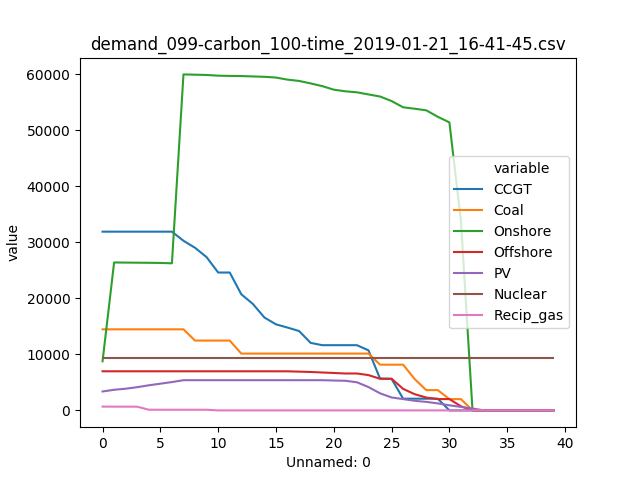 demand_099-carbon_100-time_2019-01-21_16-41-45.csv
60000
50000
40000
30000
20000
10000
0
value
variable
CCGT
Coal
Onshore
Offshore
PV
Nuclear
Recip_gas
0 5 10 15 20 25 30 35 40
Unnamed: 0